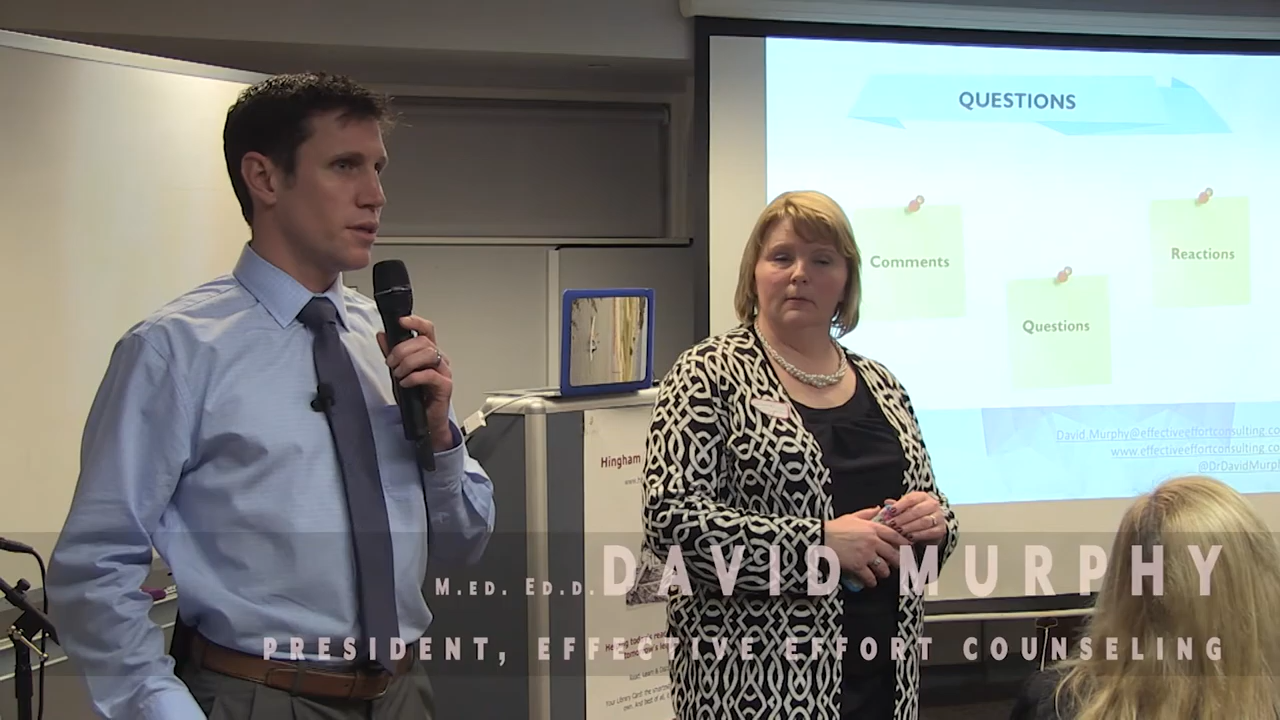 QUESTIONS
Comments
Reactions
Questions
David.Murphy@effectiveeffortconsulting.co
www.effectiveeffortconsulting.co
@DrDavidMurph
Hingham
M.ED. ED.D. DAVID MURPHY
PRESIDENT, EFFECTIVE EFFORT COUNSELING